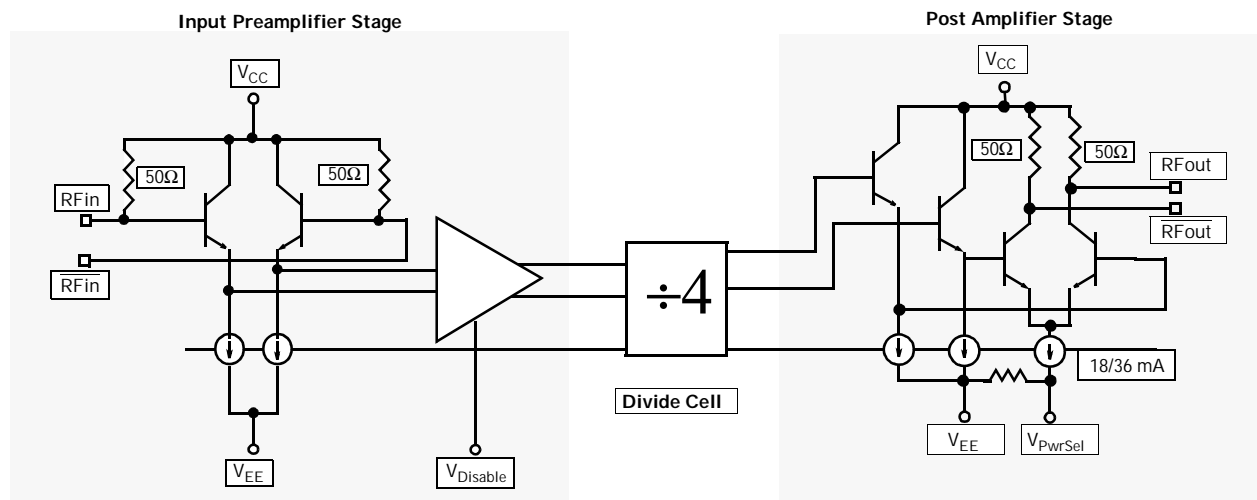 Input Preamplifier Stage
Post Amplifier Stage
VCC
VCC
50Ω
50Ω
50Ω
50Ω
RFin
RFout
RFin
RFout
÷4
18/36 mA
Divide Cell
VEE
VDisable
VEE
VPwrSel